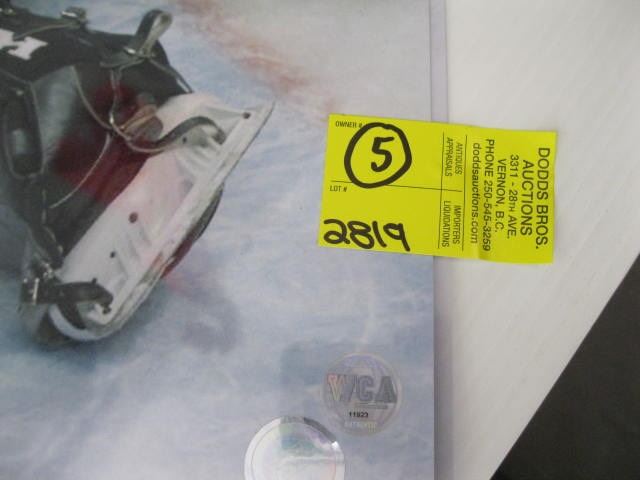 OWNER #
5
LOT #
2819
ANTIQUES
APPRAISALS
IMPORTERS
LIQUIDATIONS
DODDS BROS.
AUCTIONS
3311 - 28TH AVE.
VERNON, B.C.
PHONE 250-545-3259
doddsauctions.com
WCA
11923
AUTHENTIC